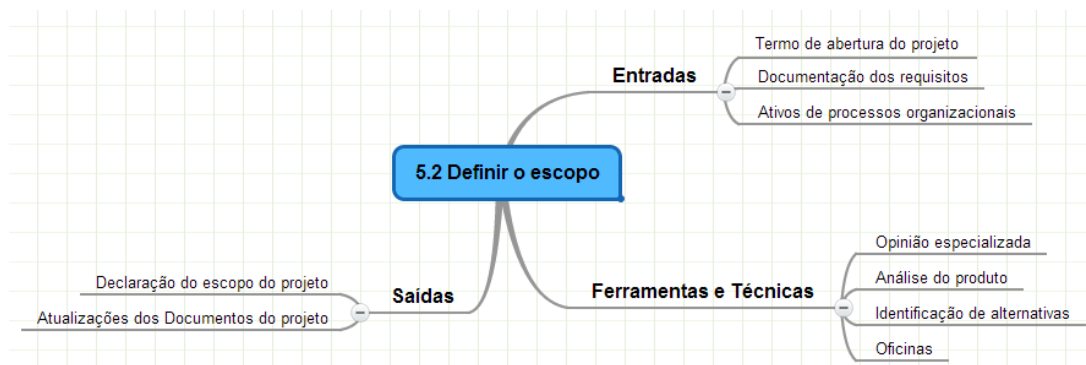 Termo de abertura do projeto
Entradas
Documentação dos requisitos
Ativos de processos organizacionais
5.2 Definir o escopo
Opinião especializada
Declaração do escopo do projeto
Análise do produto
Saídas
Ferramentas e Técnicas
Atualizações dos Documentos do projeto
Identificação de alternativas
Oficinas